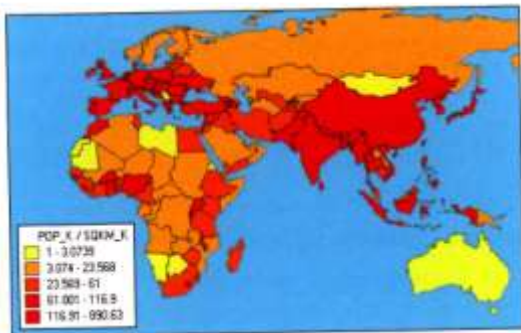 POP_K / SQKM_K
1 - 3.0739
3.074 - 23.568
23.569 - 61
61.001 - 116.9
116.91 - 890.63